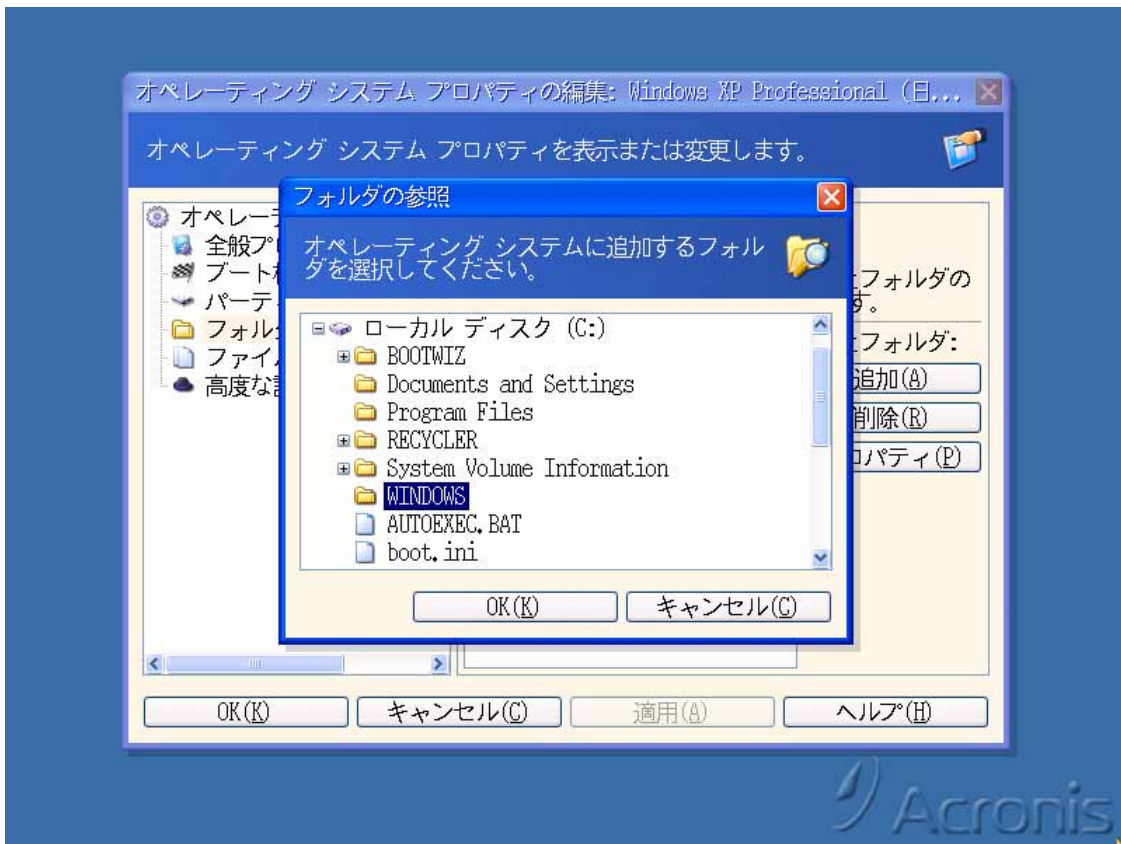 オペレーティング システム プロパティの編集: Windows XP Professional (日...
オペレーティング システム プロパティを表示または変更します。
フォルダの参照
オペレーティング システムに追加するフォル
ダを選択してください。
オペレーテ
全般プロ
ブート
パーテ
フォル
ファイ
高度な
ローカル ディスク (C:)
BOOTWIZ
Documents and Settings
Program Files
RECYCLER
System Volume Information
WINDOWS
AUTOEXEC.BAT
boot.ini
OK(K)
キャンセル(C)
フォルダの
す。
フォルダ:
追加(A)
削除(R)
パティ(P)
OK(K)
キャンセル(C)
適用(A)
ヘルプ(H)
Acronis